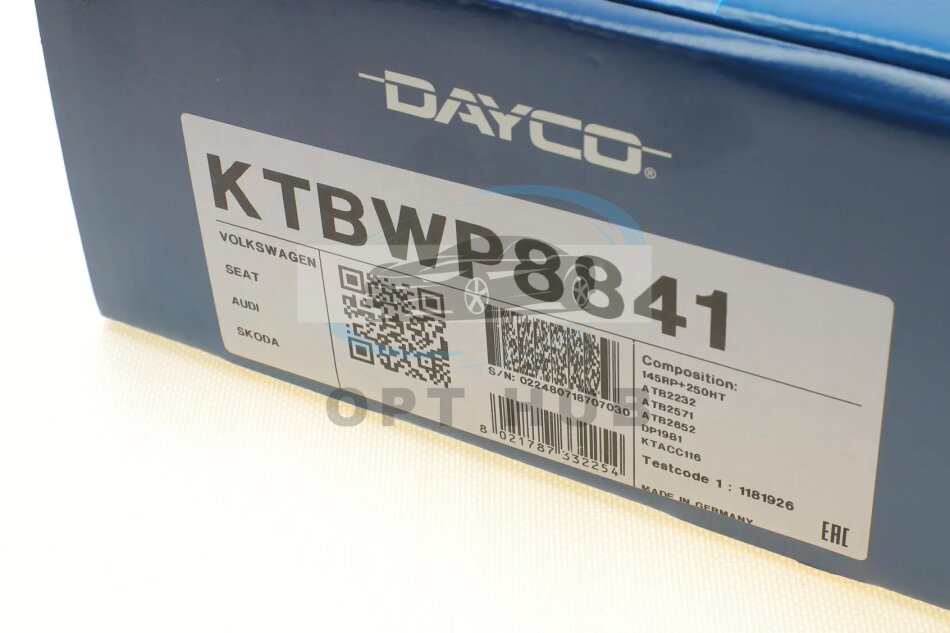 DAYCO®
KTBWP8841
VOLKSWAGEN
SEAT
AUDI
SKODA
S/N: 022480718707030
8 021787 332254
Composition:
145RP+250HT
ATB2232
ATB2571
ATB2652
DP1981
KTACC116
Testcode 1 : 1181926
MADE IN GERMANY
EAC
OPT HUB